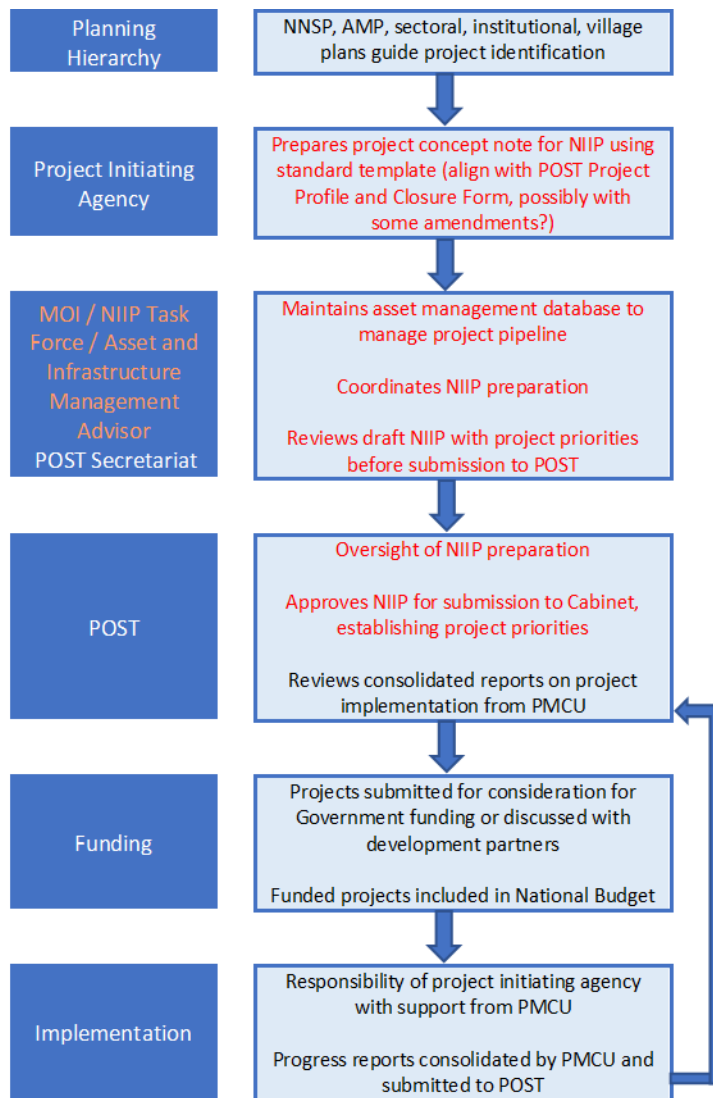 Planning
Hierarchy
NNSP, AMP, sectoral, institutional, village
plans guide project identification
Project Initiating
Agency
Prepares project concept note for NIIP using
standard template (align with POST Project
Profile and Closure Form, possibly with
some amendments?)
MOI / NIIP Task
Force / Asset and
Infrastructure
Management
Advisor
POST Secretariat
Maintains asset management database to
manage project pipeline
Coordinates NIIP preparation
Reviews draft NIIP with project priorities
before submission to POST
POST
Oversight of NIIP preparation
Approves NIIP for submission to Cabinet,
establishing project priorities
Reviews consolidated reports on project
implementation from PMCU
Funding
Projects submitted for consideration for
Government funding or discussed with
development partners
Funded projects included in National Budget
Implementation
Responsibility of project initiating agency
with support from PMCU
Progress reports consolidated by PMCU and
submitted to POST